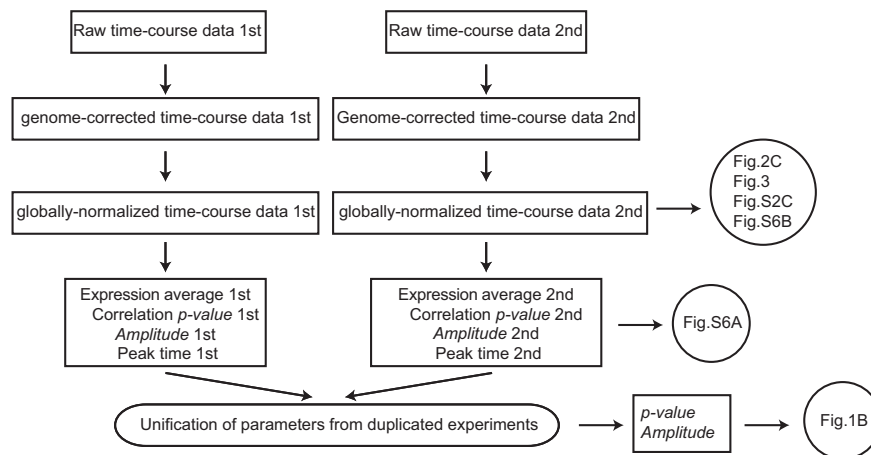 Raw time-course data 1st
Raw time-course data 2nd
genome-corrected time-course data 1st
Genome-corrected time-course data 2nd
globally-normalized time-course data 1st
globally-normalized time-course data 2nd
Fig.2C
Fig.3
Fig.S2C
Fig.S6B
Expression average 1st
Correlation p-value 1st
Amplitude 1st
Peak time 1st
Expression average 2nd
Correlation p-value 2nd
Amplitude 2nd
Peak time 2nd
Fig.S6A
Unification of parameters from duplicated experiments
p-value
Amplitude
Fig.1B